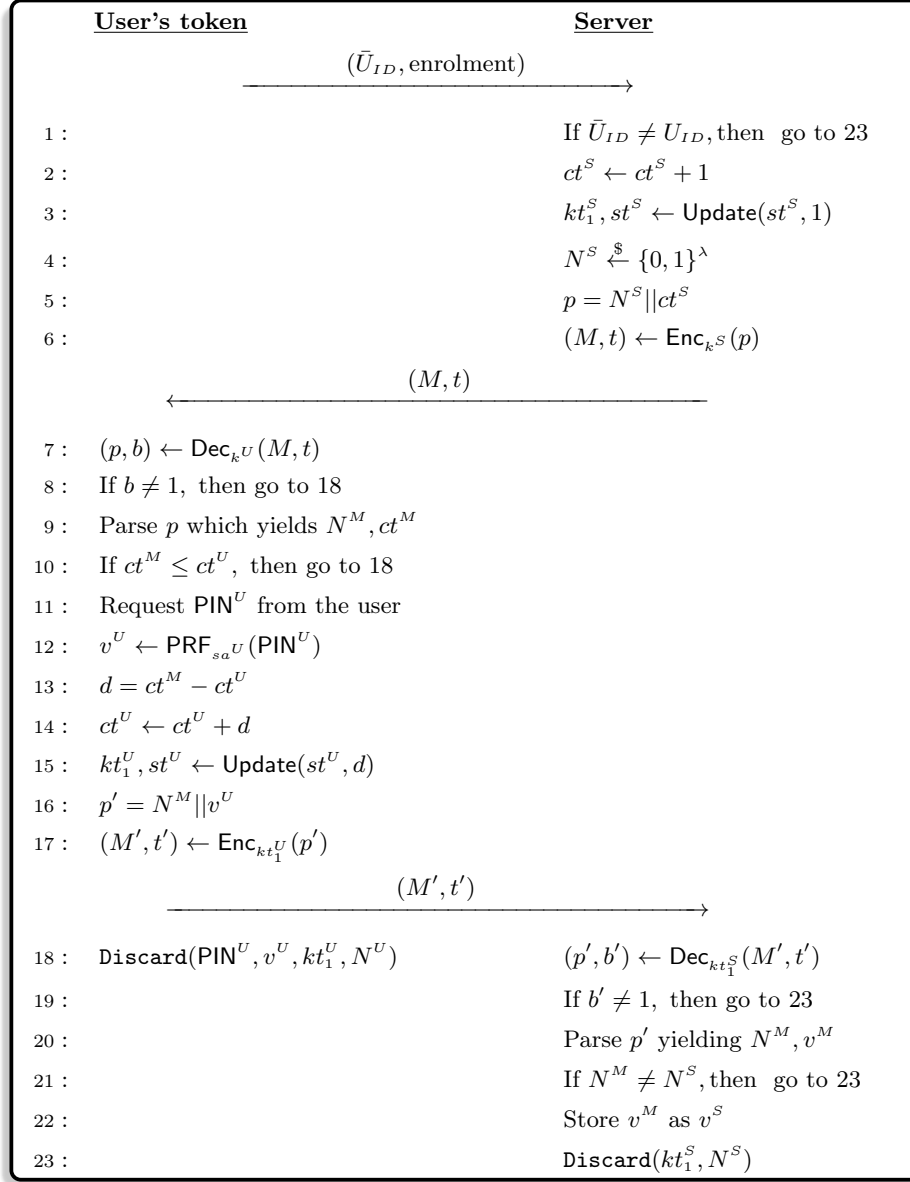 User's token Server
(Ū_ID, enrolment)
1 : If Ū_ID ≠ U_ID, then go to 23
2 : ct^S ← ct^S + 1
3 : kt_1^S, st^S ← Update(st^S, 1)
4 : N^S ←$ {0, 1}^λ
5 : p = N^S||ct^S
6 : (M, t) ← Enc_{k^S}(p)
(M, t)
7 : (p, b) ← Dec_{k^U}(M, t)
8 : If b ≠ 1, then go to 18
9 : Parse p which yields N^M, ct^M
10 : If ct^M ≤ ct^U, then go to 18
11 : Request PIN^U from the user
12 : v^U ← PRF_{sa^U}(PIN^U)
13 : d = ct^M − ct^U
14 : ct^U ← ct^U + d
15 : kt_1^U, st^U ← Update(st^U, d)
16 : p′ = N^M||v^U
17 : (M′, t′) ← Enc_{kt_1^U}(p′)
(M′, t′)
18 : Discard(PIN^U, v^U, kt_1^U, N^U) (p′, b′) ← Dec_{kt_1^S}(M′, t′)
19 : If b′ ≠ 1, then go to 23
20 : Parse p′ yielding N^M, v^M
21 : If N^M ≠ N^S, then go to 23
22 : Store v^M as v^S
23 : Discard(kt_1^S, N^S)